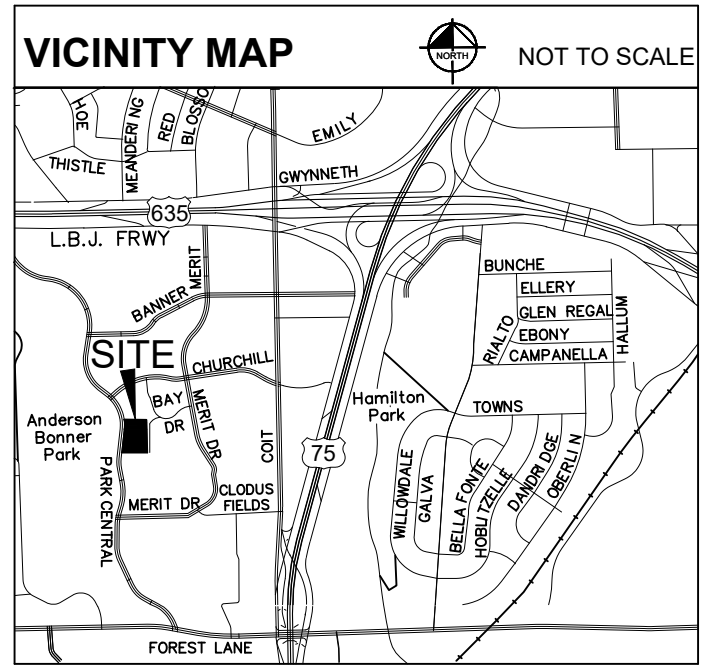 VICINITY MAP
NORTH
NOT TO SCALE
HOE
MEANDERING
RED
BLOSSO
EMILY
THISTLE
GWYNNETH
635
L.B.J. FRWY
MERIT
BANNER
BUNCHE
ELLERY
GLEN REGAL
HALLUM
RIALTO
EBONY
CAMPANELLA
SITE
CHURCHILL
BAY
DR
MERIT DR
COIT
Hamilton
Park
TOWNS
Anderson
Bonner
Park
75
PARK CENTRAL
WILLOWDALE
GALVA
BELLA FONTE
HOBLITZELLE
DANDRIDGE
OBERLIN
MERIT DR
CLODUS
FIELDS
FOREST LANE